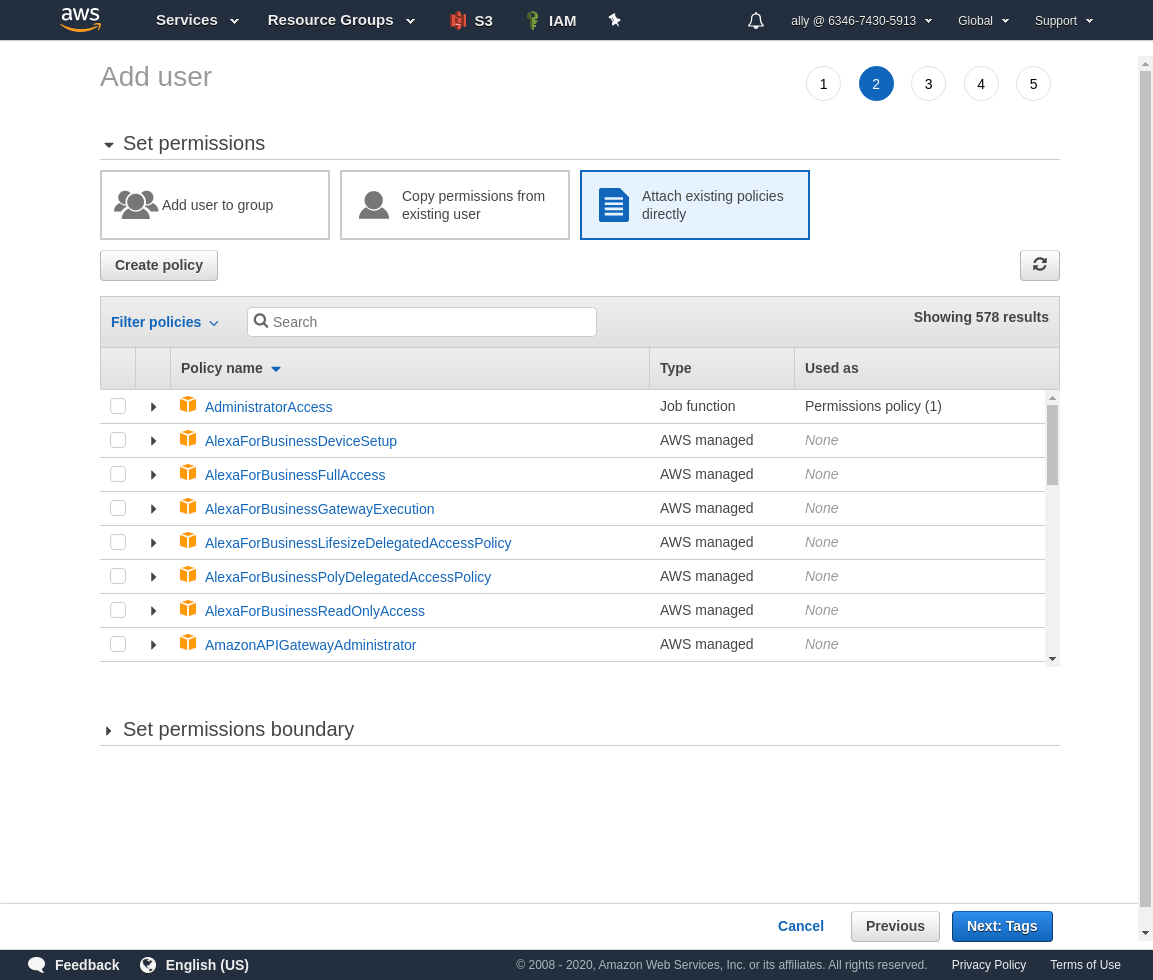 aws Services Resource Groups S3 IAM ally @ 6346-7430-5913 Global Support
Add user
1 2 3 4 5
Set permissions
Add user to group
Copy permissions from
existing user
Attach existing policies
directly
Create policy
Filter policies Search Showing 578 results
Policy name Type Used as
AdministratorAccess Job function Permissions policy (1)
AlexaForBusinessDeviceSetup AWS managed None
AlexaForBusinessFullAccess AWS managed None
AlexaForBusinessGatewayExecution AWS managed None
AlexaForBusinessLifesizeDelegatedAccessPolicy AWS managed None
AlexaForBusinessPolyDelegatedAccessPolicy AWS managed None
AlexaForBusinessReadOnlyAccess AWS managed None
AmazonAPIGatewayAdministrator AWS managed None
Set permissions boundary
Cancel Previous Next: Tags
Feedback English (US) © 2008 - 2020, Amazon Web Services, Inc. or its affiliates. All rights reserved. Privacy Policy Terms of Use